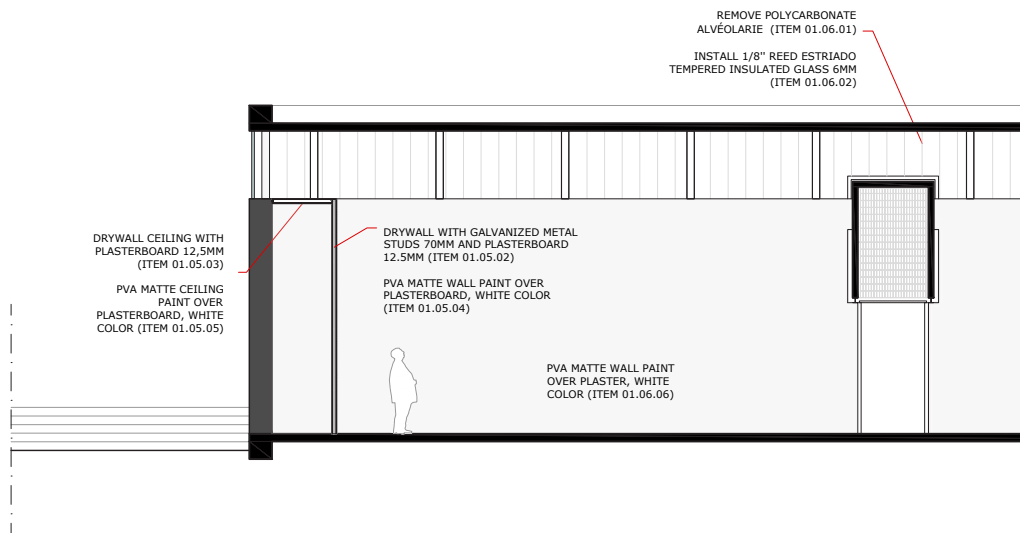 REMOVE POLYCARBONATE
ALVÉOLARIE (ITEM 01.06.01)
INSTALL 1/8" REED ESTRIADO
TEMPERED INSULATED GLASS 6MM
(ITEM 01.06.02)
DRYWALL CEILING WITH
PLASTERBOARD 12,5MM
(ITEM 01.05.03)
PVA MATTE CEILING
PAINT OVER
PLASTERBOARD, WHITE
COLOR (ITEM 01.05.05)
DRYWALL WITH GALVANIZED METAL
STUDS 70MM AND PLASTERBOARD
12.5MM (ITEM 01.05.02)
PVA MATTE WALL PAINT OVER
PLASTERBOARD, WHITE COLOR
(ITEM 01.05.04)
PVA MATTE WALL PAINT
OVER PLASTER, WHITE
COLOR (ITEM 01.06.06)